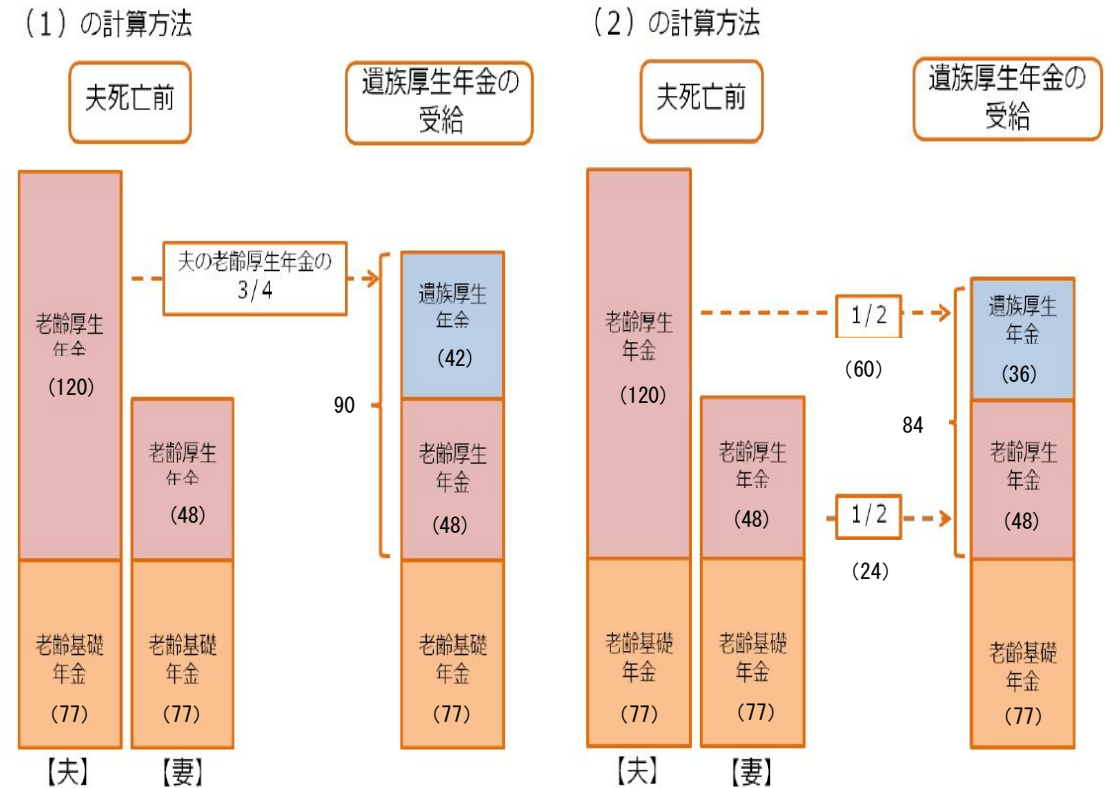 (1)の計算方法
夫死亡前
遺族厚生年金の
受給
夫の老齢厚生年金の
3/4
老齢厚生
年金
(120)
老齢厚生
年金
(48)
遺族厚生
年金
(42)
90
老齢厚生
年金
(48)
老齢基礎
年金
(77)
老齢基礎
年金
(77)
老齢基礎
年金
(77)
【夫】
【妻】
(2)の計算方法
夫死亡前
遺族厚生年金の
受給
老齢厚生
年金
(120)
1/2
(60)
遺族厚生
年金
(36)
84
老齢厚生
年金
(48)
1/2
(24)
老齢厚生
年金
(48)
老齢基礎
年金
(77)
老齢基礎
年金
(77)
老齢基礎
年金
(77)
【夫】
【妻】